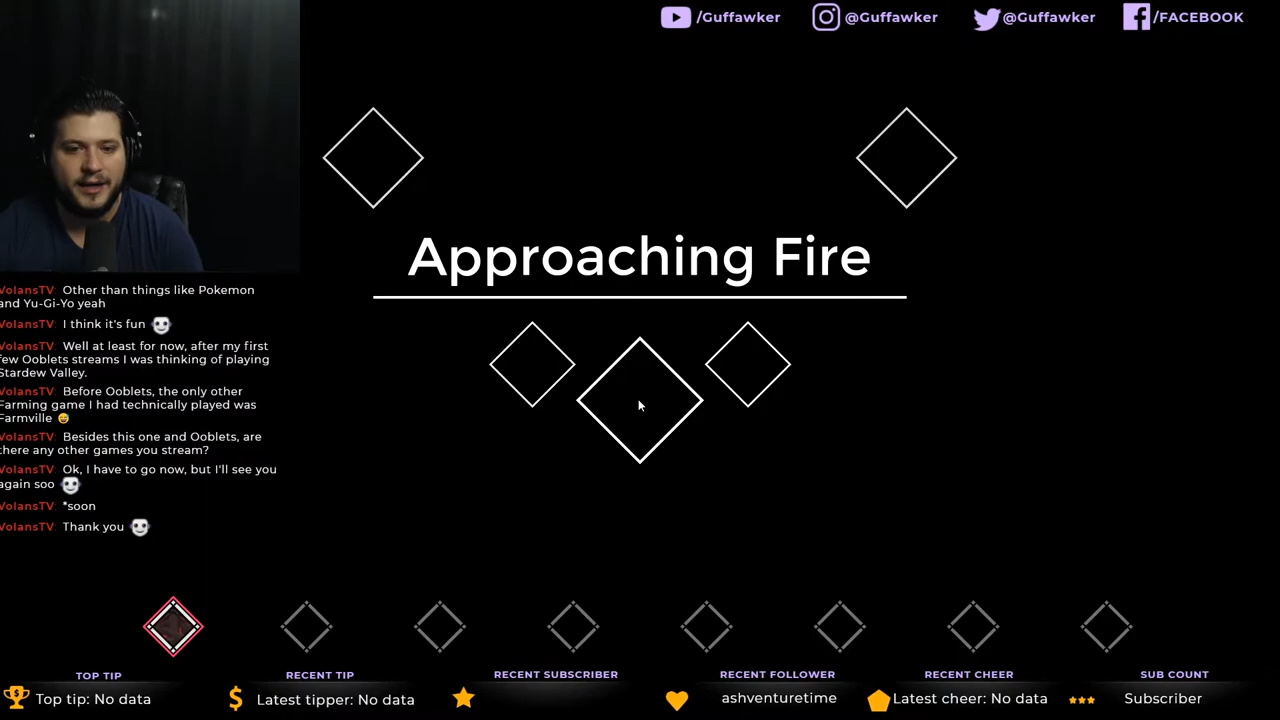 /Guffawker @Guffawker @Guffawker /FACEBOOK
Approaching Fire
VolansTV: Other than things like Pokemon
and Yu-Gi-Yo yeah
VolansTV: I think it's fun
VolansTV: Well at least for now, after my first
few Ooblets streams I was thinking of playing
Stardew Valley.
VolansTV: Before Ooblets, the only other
Farming game I had technically played was
Farmville
VolansTV: Besides this one and Ooblets, are
there any other games you stream?
VolansTV: Ok, I have to go now, but I'll see you
again soo
VolansTV: *soon
VolansTV: Thank you
TOP TIP RECENT TIP RECENT SUBSCRIBER RECENT FOLLOWER RECENT CHEER SUB COUNT
Top tip: No data Latest tipper: No data ashventuretime Latest cheer: No data Subscriber